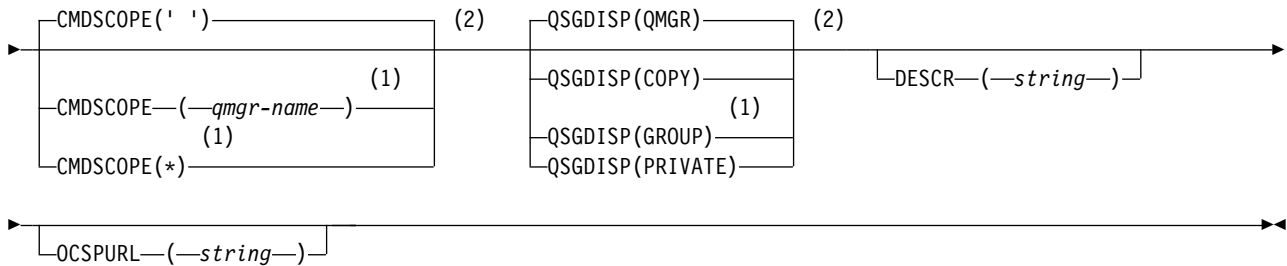 CMDSCOPE(' ') (2) QSGDISP(QMGR) (2)
QSGDISP(COPY) DESCR ( string )
(1)
CMDSCOPE ( qmgr-name ) (1)
(1) QSGDISP(GROUP)
CMDSCOPE(*) QSGDISP(PRIVATE)
OCSPURL ( string )